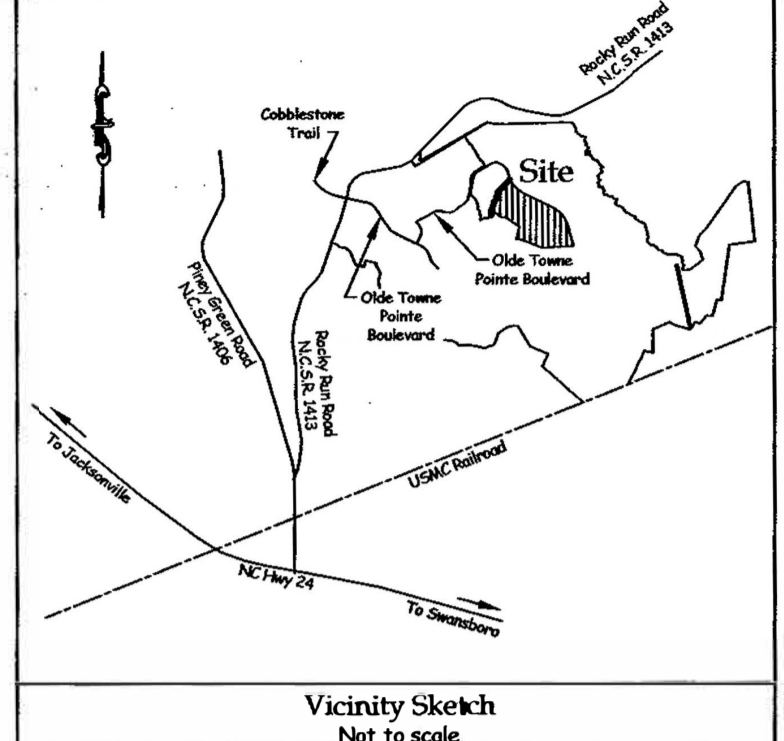 Rocky Run Road
N.C.S.R. 1413
Cobblestone
Trail
Site
Olde Towne
Pointe Boulevard
Olde Towne
Pointe
Boulevard
Piney Green Road
N.C.S.R. 1406
Rocky Run Road
N.C.S.R. 1413
To Jacksonville
USMC Railroad
NC Hwy 24
To Swansboro
Vicinity Sketch
Not to scale